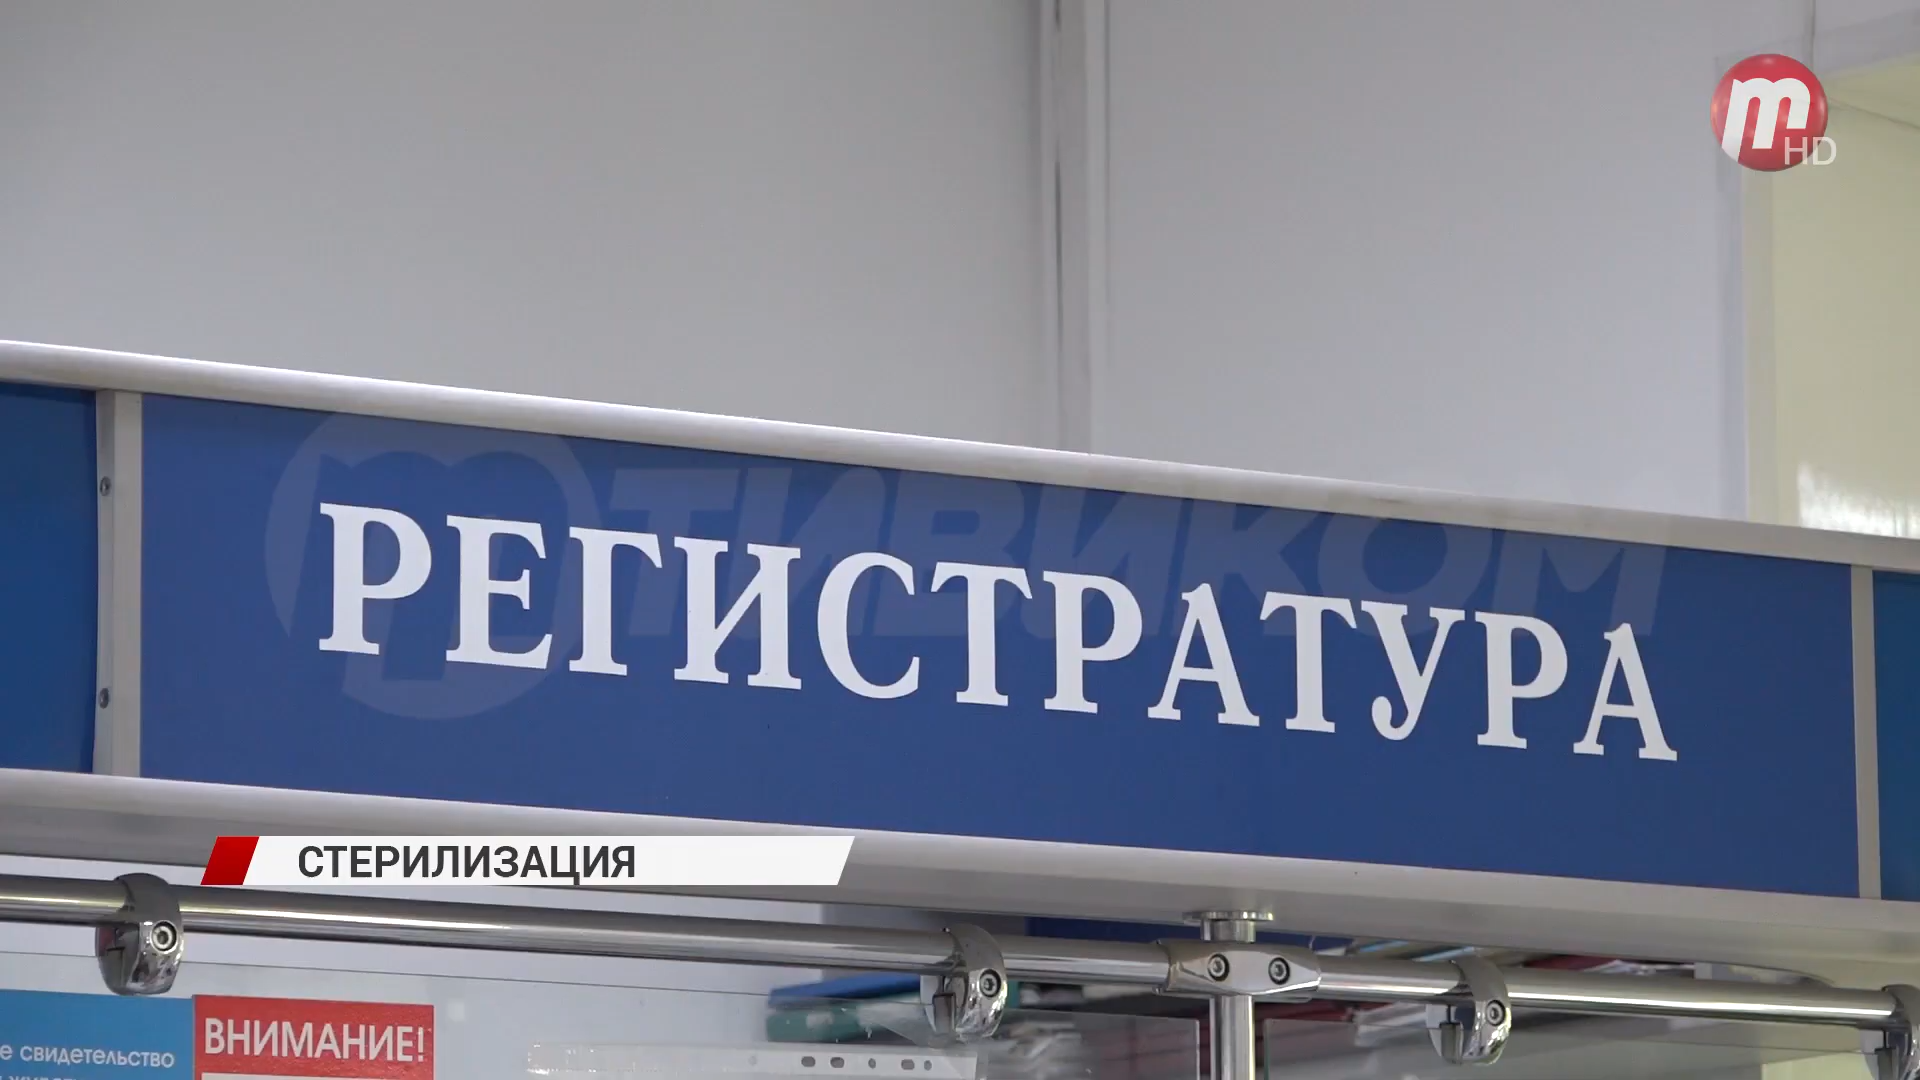 m HD
ТИВИКОМ
РЕГИСТРАТУРА
СТЕРИЛИЗАЦИЯ
ВНИМАНИЕ!
е свидетельство